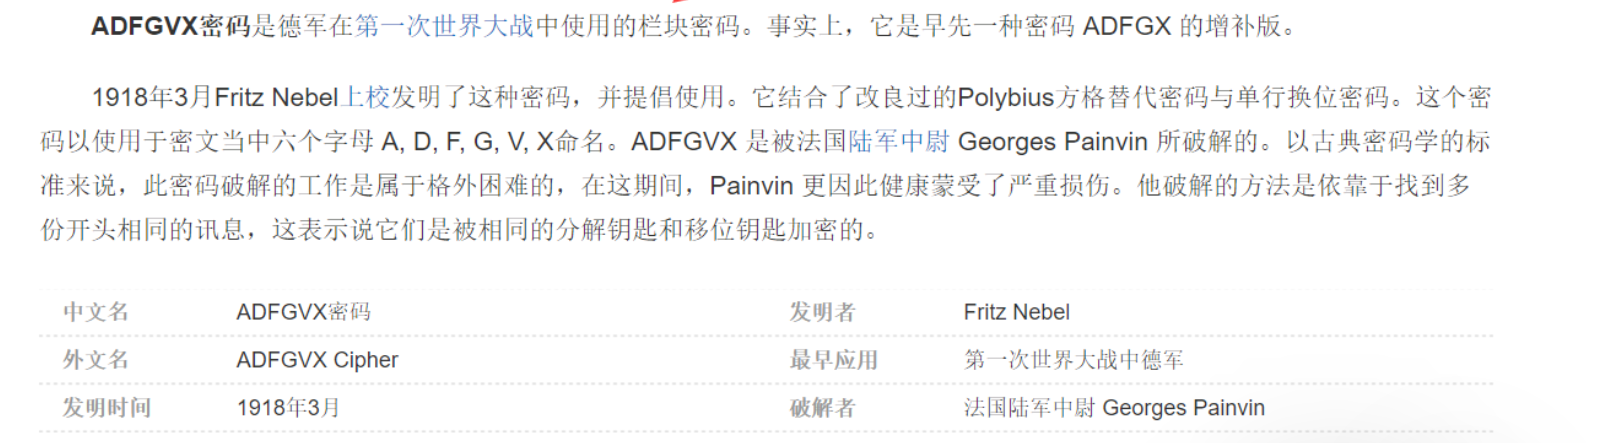 ADFGVX密码是德军在第一次世界大战中使用的栏块密码。事实上，它是早先一种密码 ADFGX 的增补版。
1918年3月Fritz Nebel上校发明了这种密码，并提倡使用。它结合了改良过的Polybius方格替代密码与单行换位密码。这个密
码以使用于密文当中六个字母 A, D, F, G, V, X命名。ADFGVX 是被法国陆军中尉 Georges Painvin 所破解的。以古典密码学的标
准来说，此密码破解的工作是属于格外困难的，在这期间，Painvin 更因此健康蒙受了严重损伤。他破解的方法是依靠于找到多
份开头相同的讯息，这表示说它们是被相同的分解钥匙和移位钥匙加密的。
中文名 ADFGVX密码 发明者 Fritz Nebel
外文名 ADFGVX Cipher 最早应用 第一次世界大战中德军
发明时间 1918年3月 破解者 法国陆军中尉 Georges Painvin